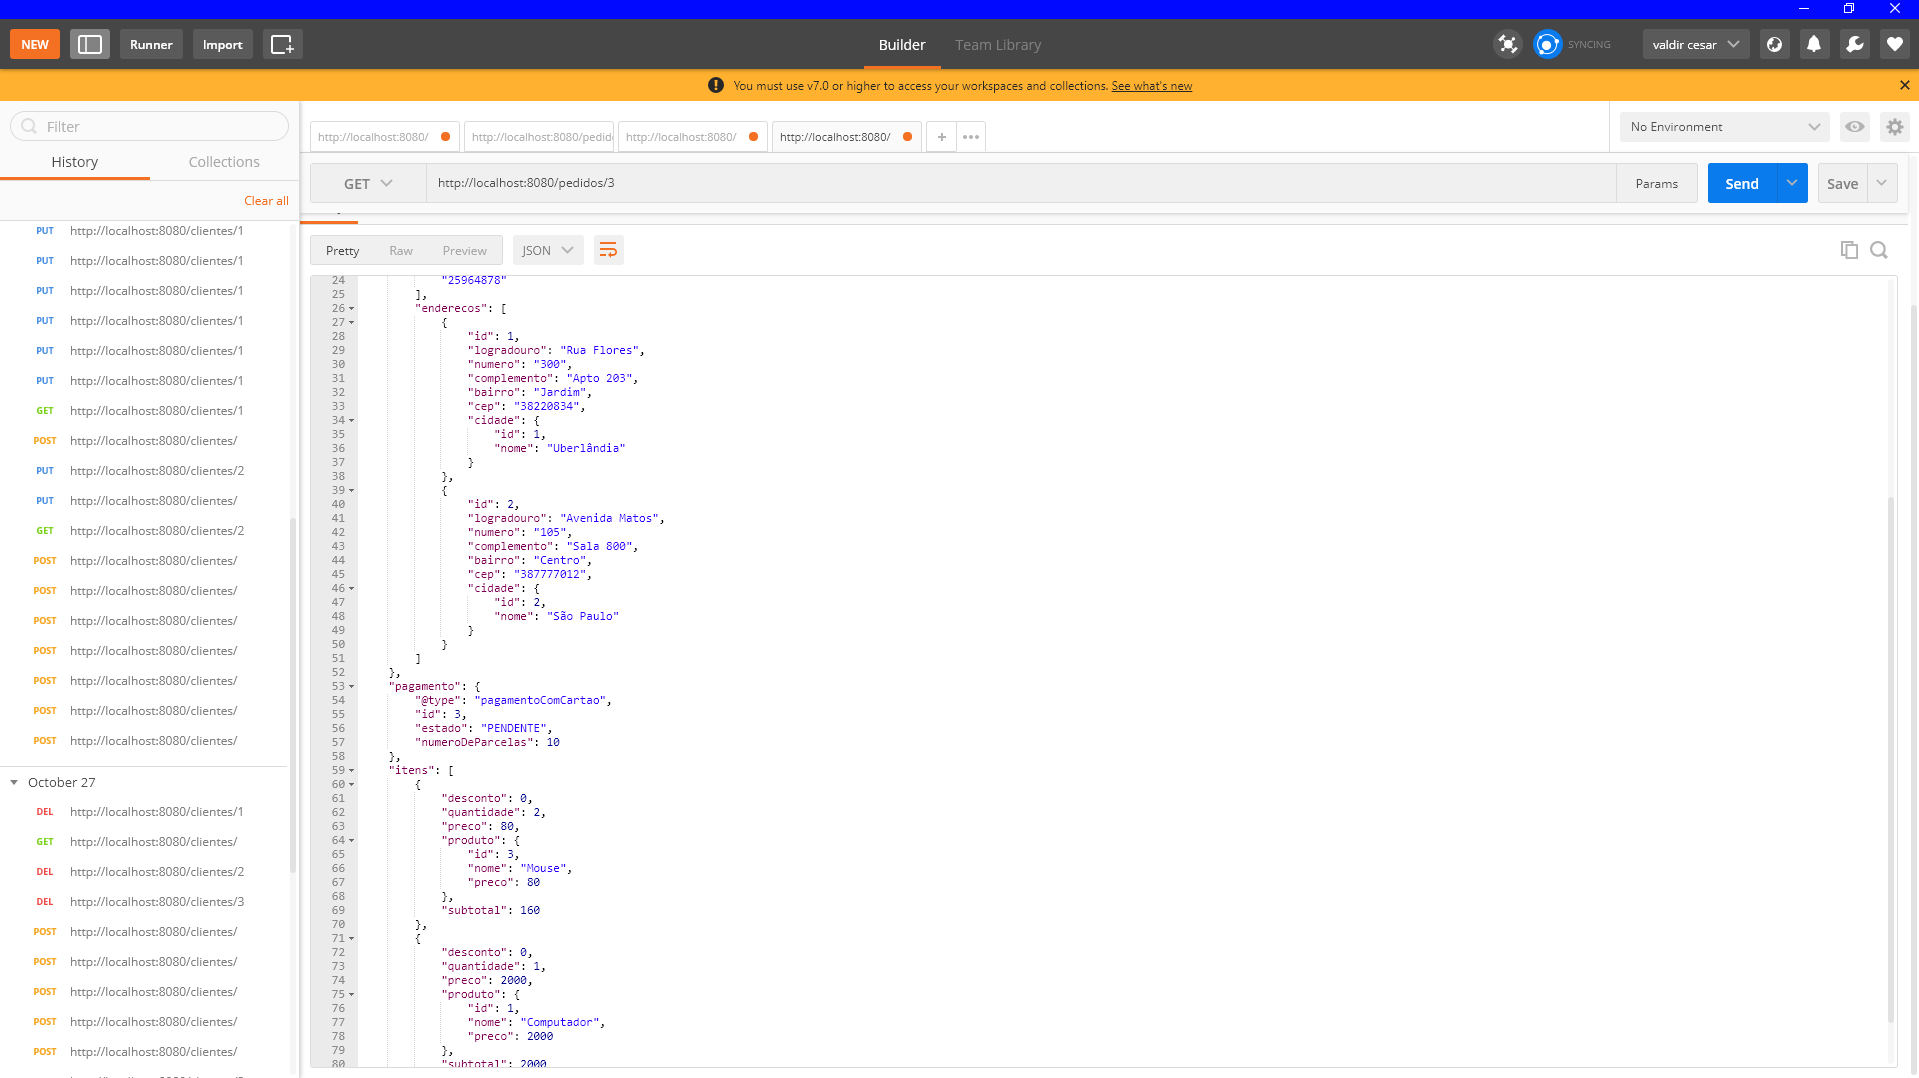 NEW
Runner
Import
Builder
Team Library
SYNCING
valdir cesar
You must use v7.0 or higher to access your workspaces and collections. See what's new
Filter
History
Collections
Clear all
PUT http://localhost:8080/clientes/1
PUT http://localhost:8080/clientes/1
PUT http://localhost:8080/clientes/1
PUT http://localhost:8080/clientes/1
PUT http://localhost:8080/clientes/1
PUT http://localhost:8080/clientes/1
GET http://localhost:8080/clientes/1
POST http://localhost:8080/clientes/
PUT http://localhost:8080/clientes/2
PUT http://localhost:8080/clientes/
GET http://localhost:8080/clientes/2
POST http://localhost:8080/clientes/
POST http://localhost:8080/clientes/
POST http://localhost:8080/clientes/
POST http://localhost:8080/clientes/
POST http://localhost:8080/clientes/
POST http://localhost:8080/clientes/
POST http://localhost:8080/clientes/
October 27
DEL http://localhost:8080/clientes/1
GET http://localhost:8080/clientes/
DEL http://localhost:8080/clientes/2
DEL http://localhost:8080/clientes/3
POST http://localhost:8080/clientes/
POST http://localhost:8080/clientes/
POST http://localhost:8080/clientes/
POST http://localhost:8080/clientes/
POST http://localhost:8080/clientes/
http://localhost:8080/
http://localhost:8080/pedid
http://localhost:8080/
http://localhost:8080/
No Environment
GET
http://localhost:8080/pedidos/3
Params
Send
Save
Pretty
Raw
Preview
JSON
24 "25964878"
25 ],
26 "enderecos": [
27 {
28 "id": 1,
29 "logradouro": "Rua Flores",
30 "numero": "300",
31 "complemento": "Apto 203",
32 "bairro": "Jardim",
33 "cep": "38220834",
34 "cidade": {
35 "id": 1,
36 "nome": "Uberlândia"
37 }
38 },
39 {
40 "id": 2,
41 "logradouro": "Avenida Matos",
42 "numero": "105",
43 "complemento": "Sala 800",
44 "bairro": "Centro",
45 "cep": "387777012",
46 "cidade": {
47 "id": 2,
48 "nome": "São Paulo"
49 }
50 }
51 ]
52 },
53 "pagamento": {
54 "@type": "pagamentoComCartao",
55 "id": 3,
56 "estado": "PENDENTE",
57 "numeroDeParcelas": 10
58 },
59 "itens": [
60 {
61 "desconto": 0,
62 "quantidade": 2,
63 "preco": 80,
64 "produto": {
65 "id": 3,
66 "nome": "Mouse",
67 "preco": 80
68 },
69 "subtotal": 160
70 },
71 {
72 "desconto": 0,
73 "quantidade": 1,
74 "preco": 2000,
75 "produto": {
76 "id": 1,
77 "nome": "Computador",
78 "preco": 2000
79 },
80 "subtotal": 2000